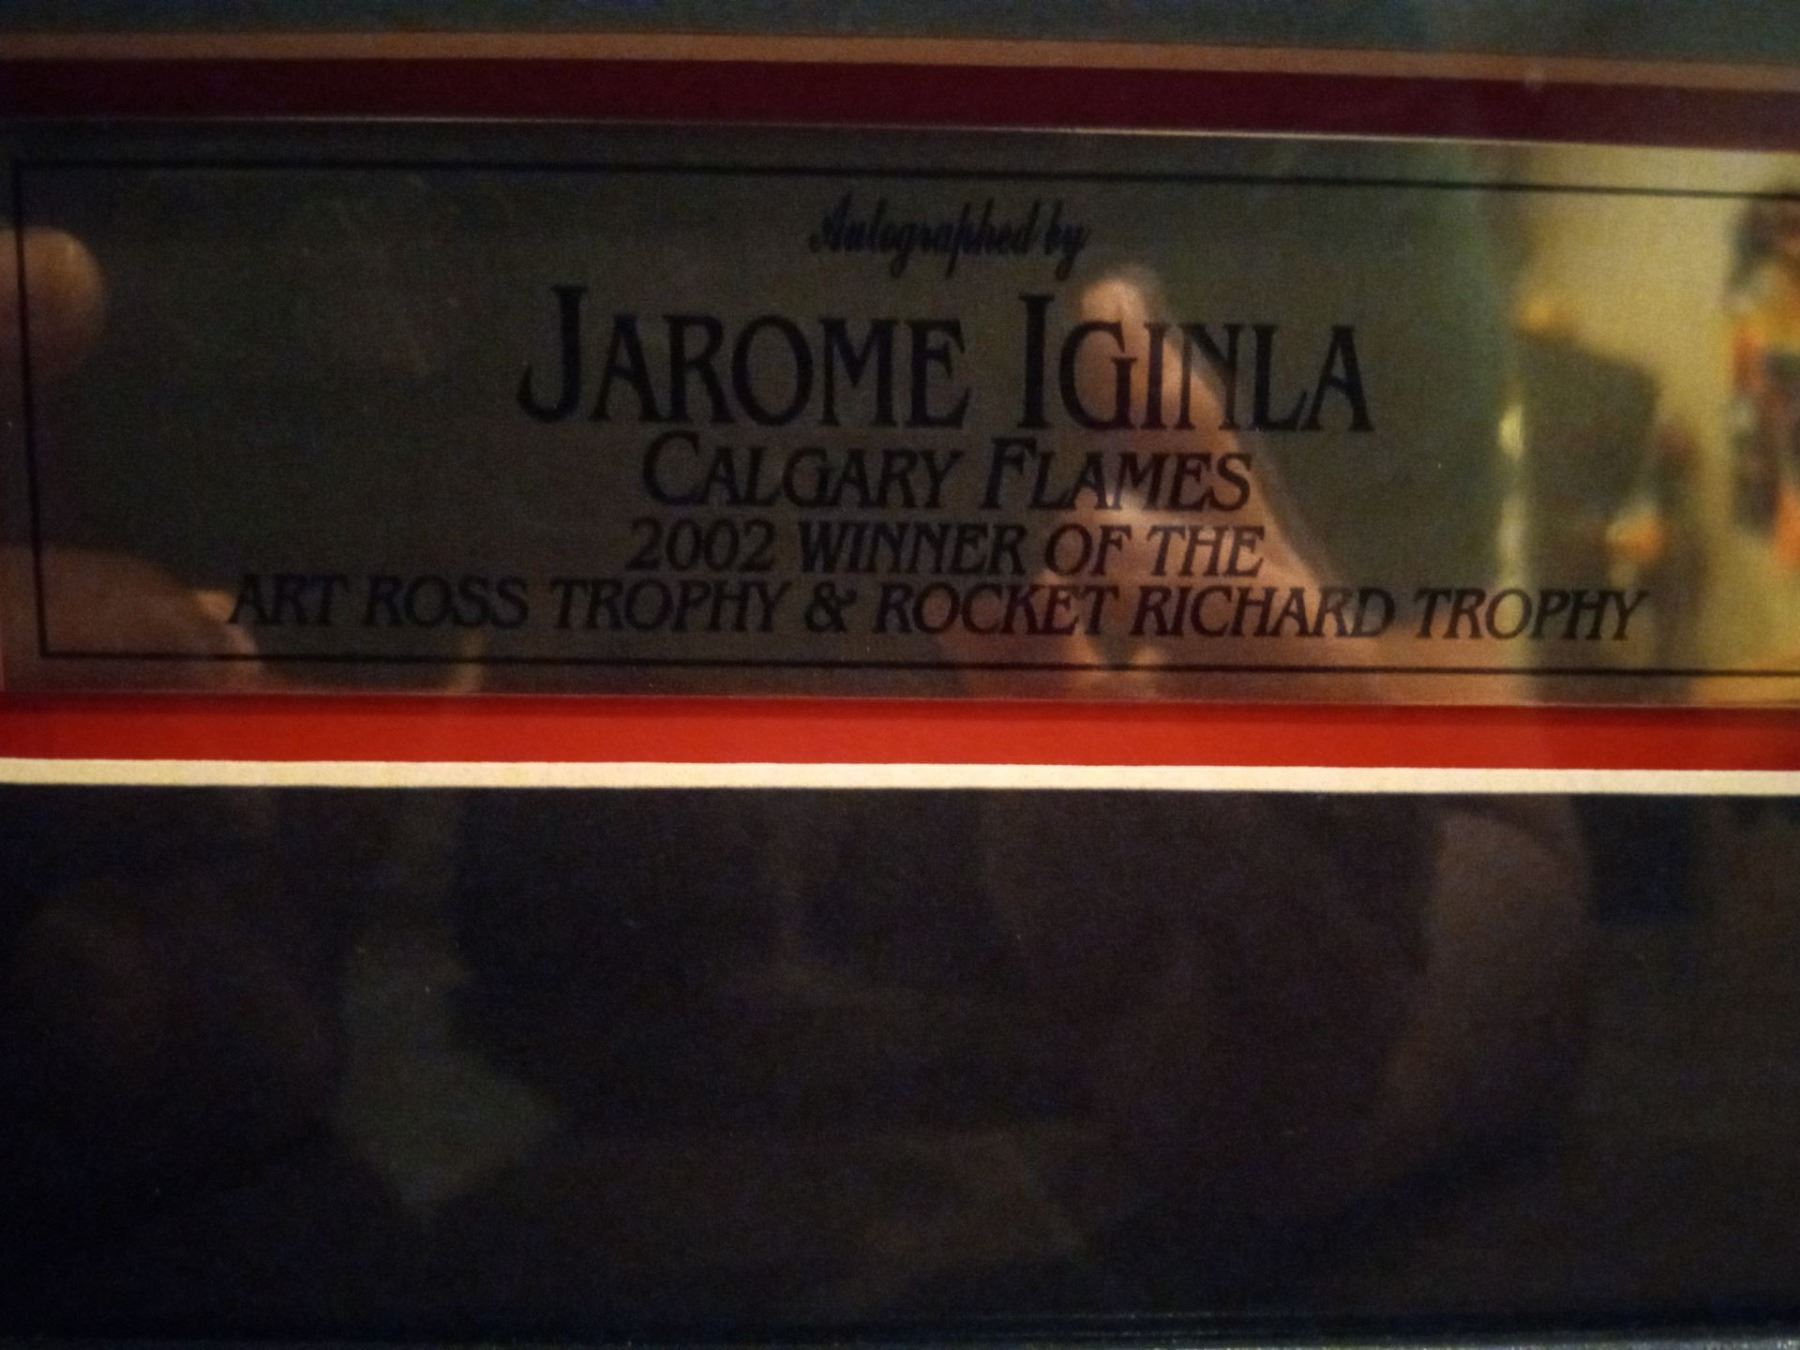 Autographed by
JAROME IGINLA
CALGARY FLAMES
2002 WINNER OF THE
ART ROSS TROPHY & ROCKET RICHARD TROPHY